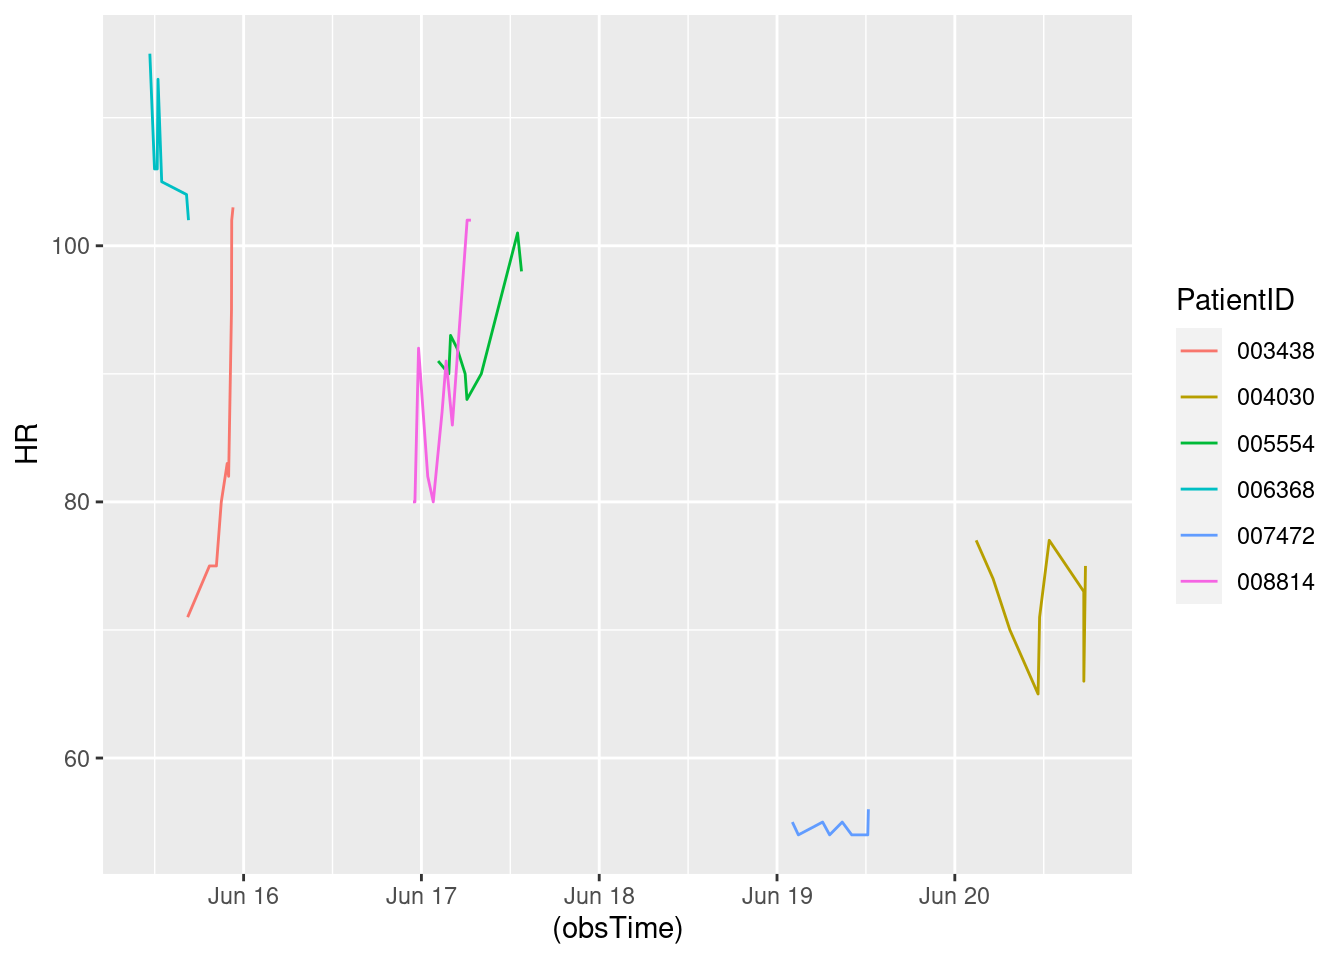 HR
100
80
60
Jun 16
Jun 17
Jun 18
Jun 19
Jun 20
(obsTime)
PatientID
003438
004030
005554
006368
007472
008814